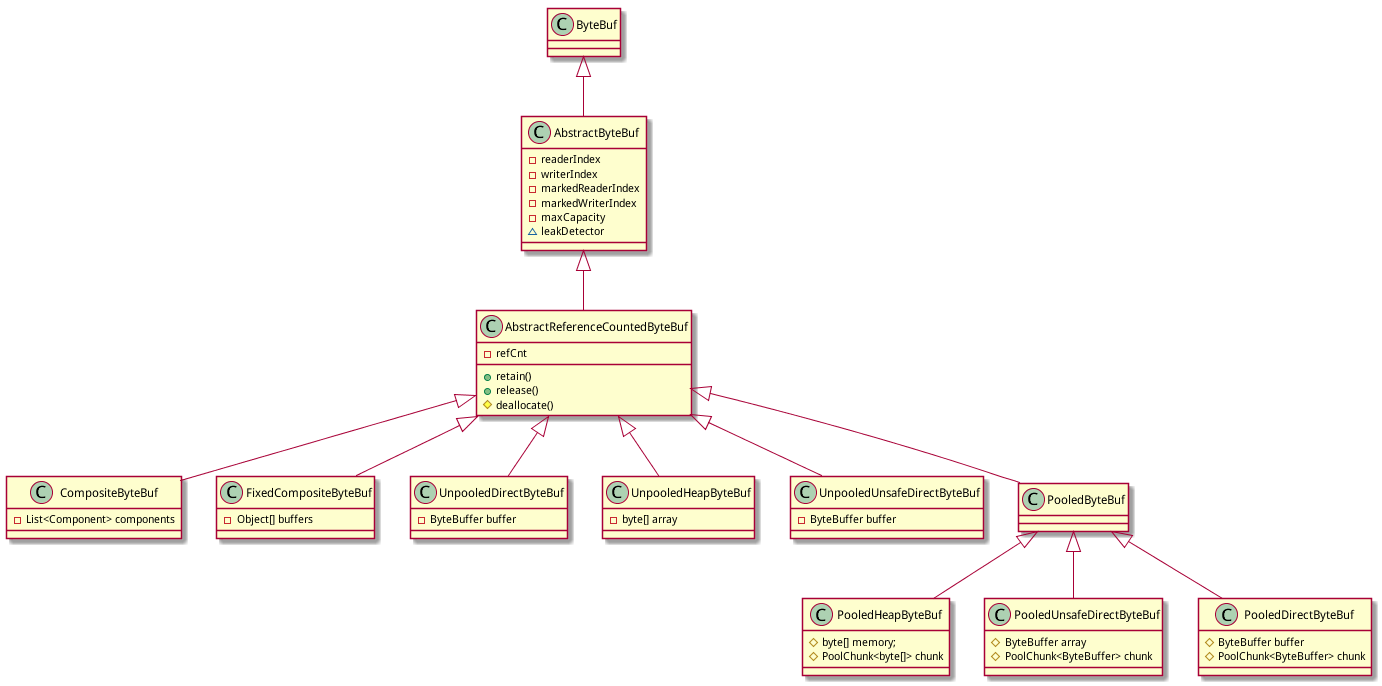 C ByteBuf
C AbstractByteBuf
readerIndex
writerIndex
markedReaderIndex
markedWriterIndex
maxCapacity
leakDetector
C AbstractReferenceCountedByteBuf
refCnt
retain()
release()
deallocate()
C CompositeByteBuf
List<Component> components
C FixedCompositeByteBuf
Object[] buffers
C UnpooledDirectByteBuf
ByteBuffer buffer
C UnpooledHeapByteBuf
byte[] array
C UnpooledUnsafeDirectByteBuf
ByteBuffer buffer
C PooledByteBuf
C PooledHeapByteBuf
byte[] memory;
PoolChunk<byte[]> chunk
C PooledUnsafeDirectByteBuf
ByteBuffer array
PoolChunk<ByteBuffer> chunk
C PooledDirectByteBuf
ByteBuffer buffer
PoolChunk<ByteBuffer> chunk